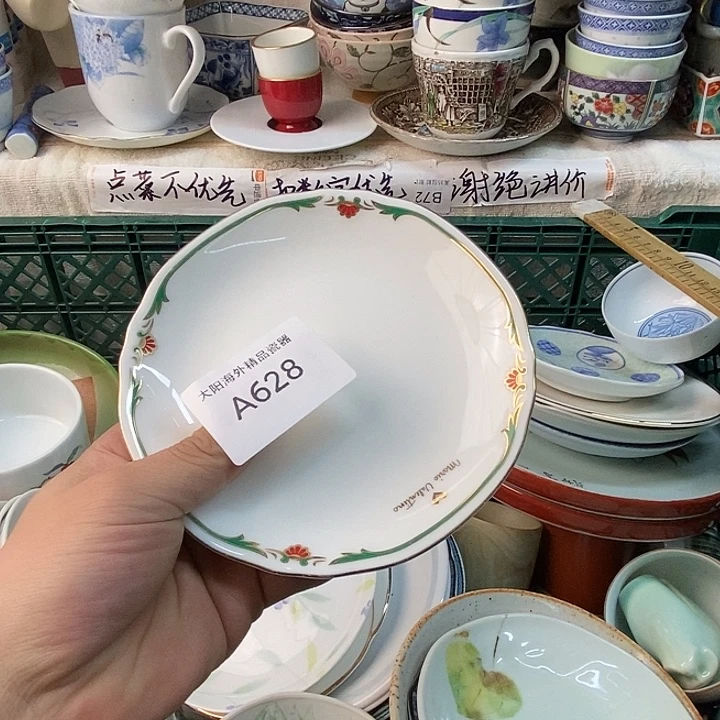 点菜不优先
谢绝讲价
B72
太阳海外精品瓷器
A628
Mario Valentino